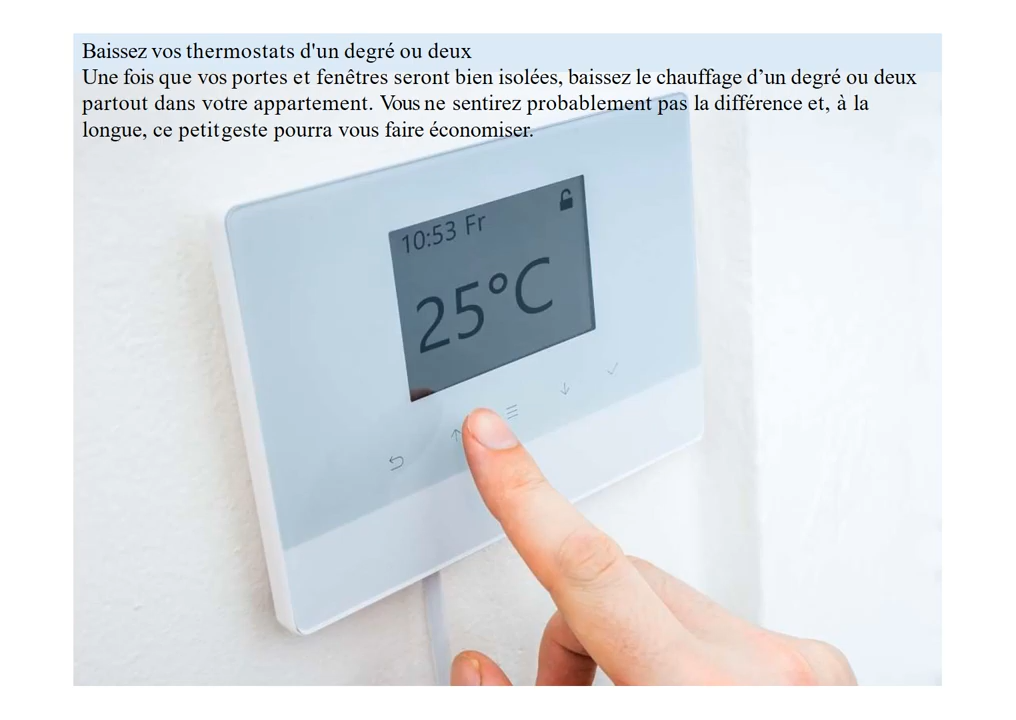 Baissez vos thermostats d'un degré ou deux
Une fois que vos portes et fenêtres seront bien isolées, baissez le chauffage d’un degré ou deux
partout dans votre appartement. Vous ne sentirez probablement pas la différence et, à la
longue, ce petit geste pourra vous faire économiser.
10:53 Fr
25°C